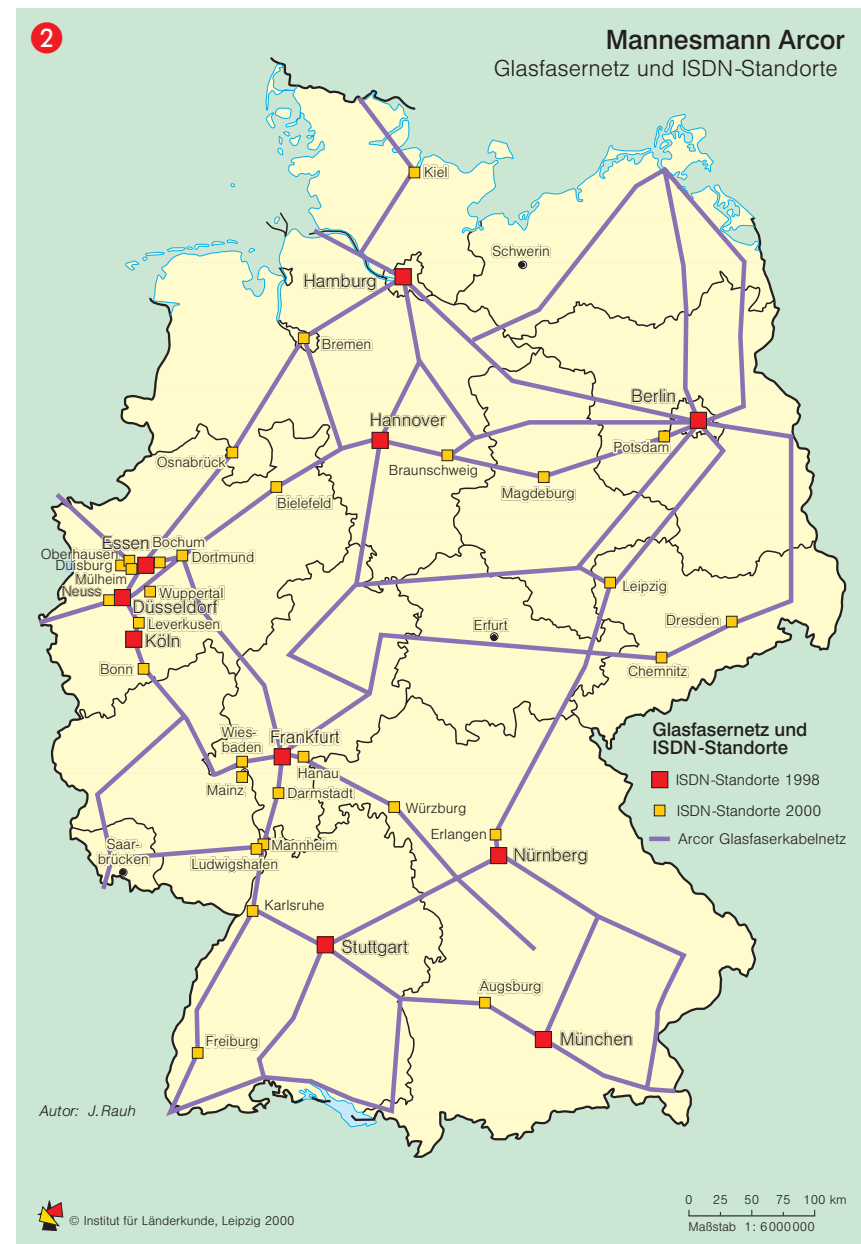 2
Mannesmann Arcor
Glasfasernetz und ISDN-Standorte
Kiel
Schwerin
Hamburg
Bremen
Berlin
Hannover
Potsdam
Osnabrück
Braunschweig
Magdeburg
Bielefeld
Essen
Bochum
Oberhausen
Dortmund
Duisburg
Mülheim
Wuppertal
Neuss
Düsseldorf
Leverkusen
Köln
Bonn
Leipzig
Erfurt
Dresden
Chemnitz
Wies-
baden
Frankfurt
Hanau
Mainz
Darmstadt
Würzburg
Erlangen
Nürnberg
Saar-
brücken
Mannheim
Ludwigshafen
Karlsruhe
Stuttgart
Augsburg
München
Freiburg
Glasfasernetz und
ISDN-Standorte
ISDN-Standorte 1998
ISDN-Standorte 2000
Arcor Glasfaserkabelnetz
Autor: J. Rauh
© Institut für Länderkunde, Leipzig 2000
0 25 50 75 100 km
Maßstab 1 : 6000000